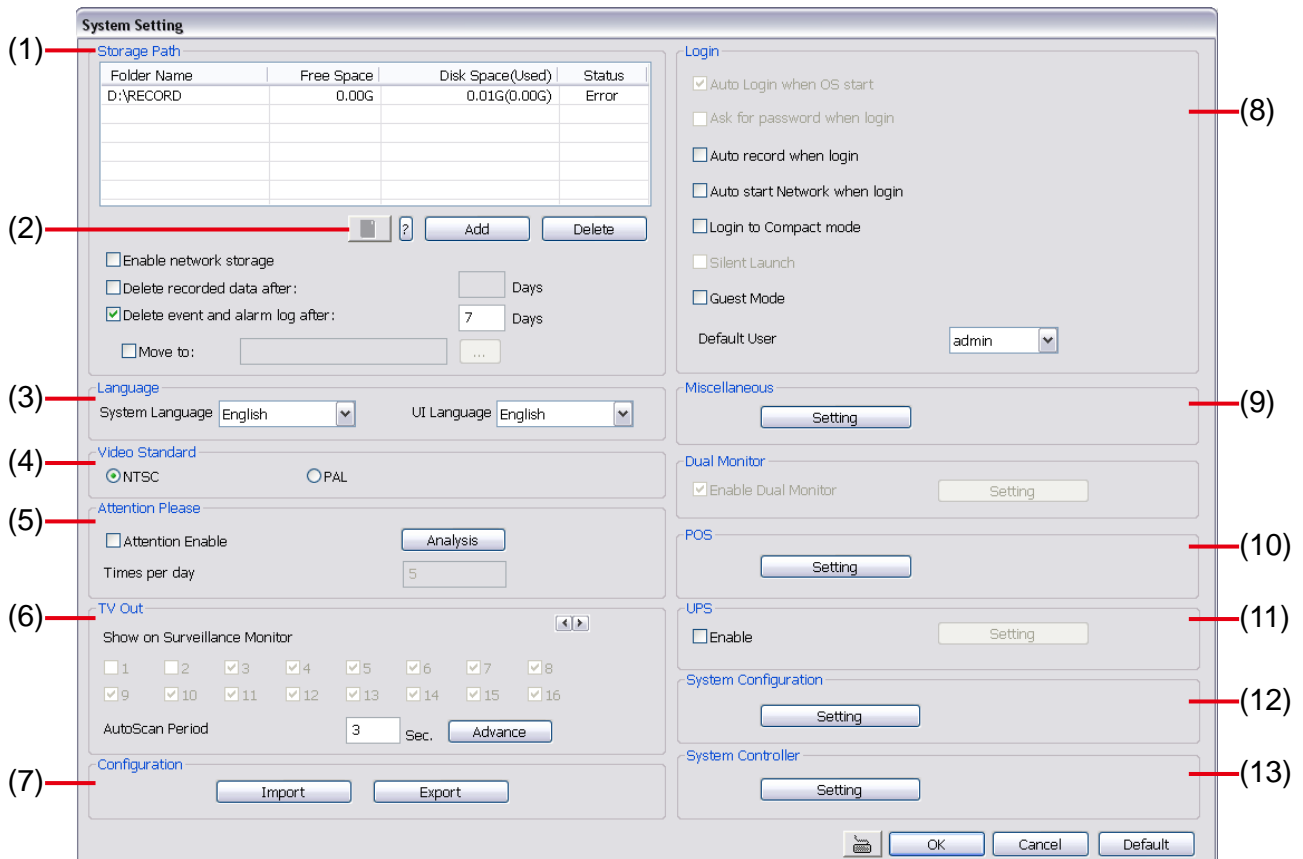 System Setting
(1)
Storage Path
Folder Name Free Space Disk Space(Used) Status
D:\RECORD 0.00G 0.01G(0.00G) Error
(2)
? Add Delete
Enable network storage
Delete recorded data after: Days
Delete event and alarm log after: 7 Days
Move to: ...
(3)
Language
System Language English UI Language English
(4)
Video Standard
NTSC PAL
(5)
Attention Please
Attention Enable Analysis
Times per day 5
(6)
TV Out
Show on Surveillance Monitor
1 2 3 4 5 6 7 8
9 10 11 12 13 14 15 16
AutoScan Period 3 Sec. Advance
(7)
Configuration
Import Export
Login
(8)
Auto Login when OS start
Ask for password when login
Auto record when login
Auto start Network when login
Login to Compact mode
Silent Launch
Guest Mode
Default User admin
Miscellaneous
(9)
Setting
Dual Monitor
Enable Dual Monitor Setting
POS
(10)
Setting
UPS
(11)
Enable Setting
System Configuration
(12)
Setting
System Controller
(13)
Setting
OK Cancel Default